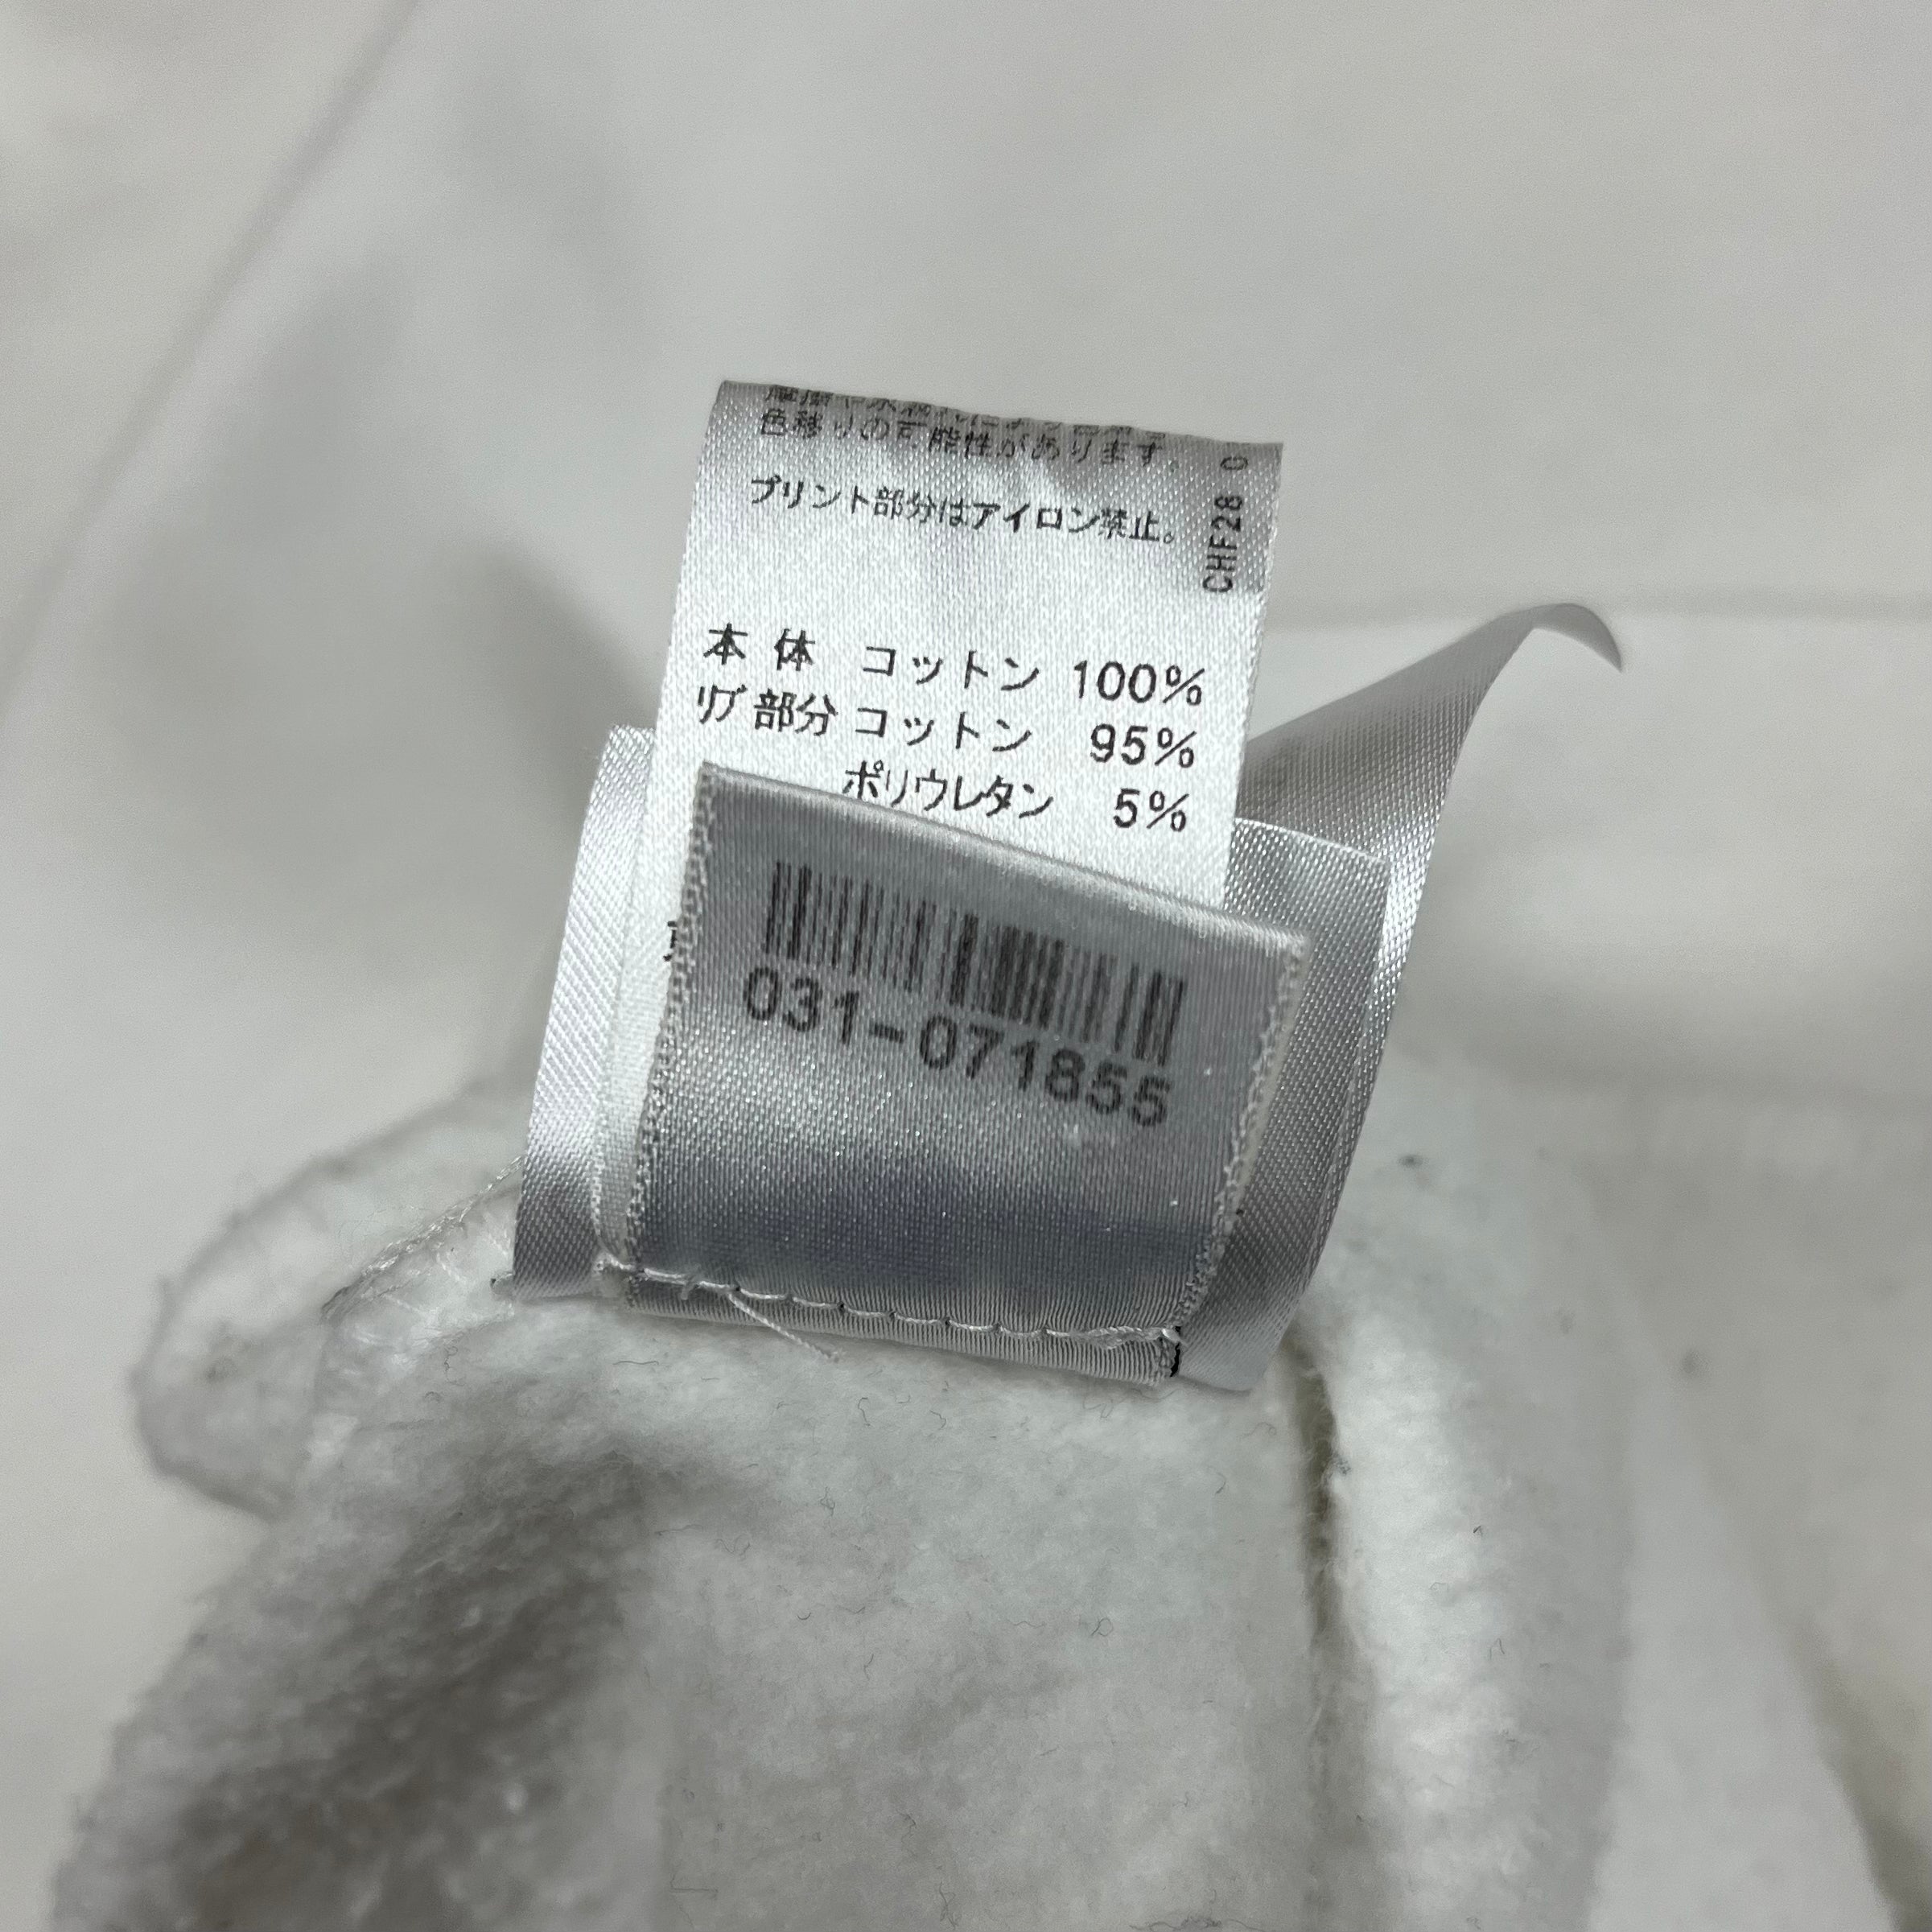 色移りの可能性があります。
プリント部分はアイロン禁止。
CHF28 G
本体 コットン 100%
リブ部分 コットン 95%
ポリウレタン 5%
031-071855